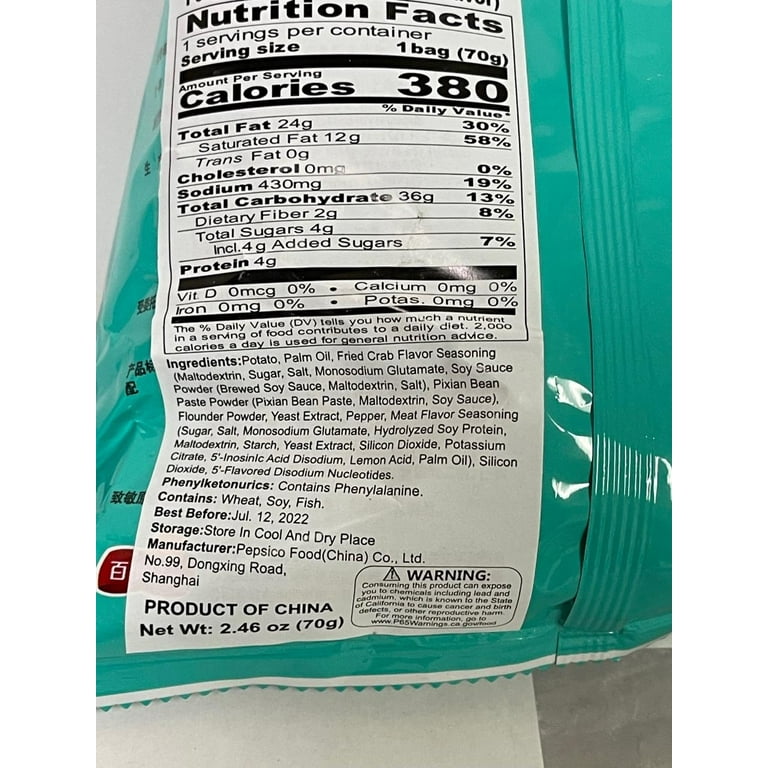 Nutrition Facts
1 servings per container
Serving size 1 bag (70g)
Amount Per Serving
Calories 380
% Daily Value*
Total Fat 24g 30%
Saturated Fat 12g 58%
Trans Fat 0g
Cholesterol 0mg 0%
Sodium 430mg 19%
Total Carbohydrate 36g 13%
Dietary Fiber 2g 8%
Total Sugars 4g
Incl.4g Added Sugars 7%
Protein 4g
Vit. D 0mcg 0% • Calcium 0mg 0%
Iron 0mg 0% • Potas. 0mg 0%
The % Daily Value (DV) tells you how much a nutrient
in a serving of food contributes to a daily diet. 2,000
calories a day is used for general nutrition advice.
Ingredients:Potato, Palm Oil, Fried Crab Flavor Seasoning
(Maltodextrin, Sugar, Salt, Monosodium Glutamate, Soy Sauce
Powder (Brewed Soy Sauce, Maltodextrin, Salt), Pixian Bean
Paste Powder (Pixian Bean Paste, Maltodextrin, Soy Sauce),
Flounder Powder, Yeast Extract, Pepper, Meat Flavor Seasoning
(Sugar, Salt, Monosodium Glutamate, Hydrolyzed Soy Protein,
Maltodextrin, Starch, Yeast Extract, Silicon Dioxide, Potassium
Citrate, 5'-Inosinic Acid Disodium, Lemon Acid, Palm Oil), Silicon
Dioxide, 5'-Flavored Disodium Nucleotides.
Phenylketonurics: Contains Phenylalanine.
Contains: Wheat, Soy, Fish.
Best Before:Jul. 12, 2022
Storage:Store In Cool And Dry Place
Manufacturer:Pepsico Food(China) Co., Ltd.
No.99, Dongxing Road,
Shanghai
PRODUCT OF CHINA
Net Wt: 2.46 oz (70g)
⚠ WARNING:
Consuming this product can expose
you to chemicals including lead and
cadmium, which is known to the State
of California to cause cancer and birth
defects, or other reproductive harm.
For more information, go to
www.P65Warnings.ca.gov/food
生
产品
配
致敏
百